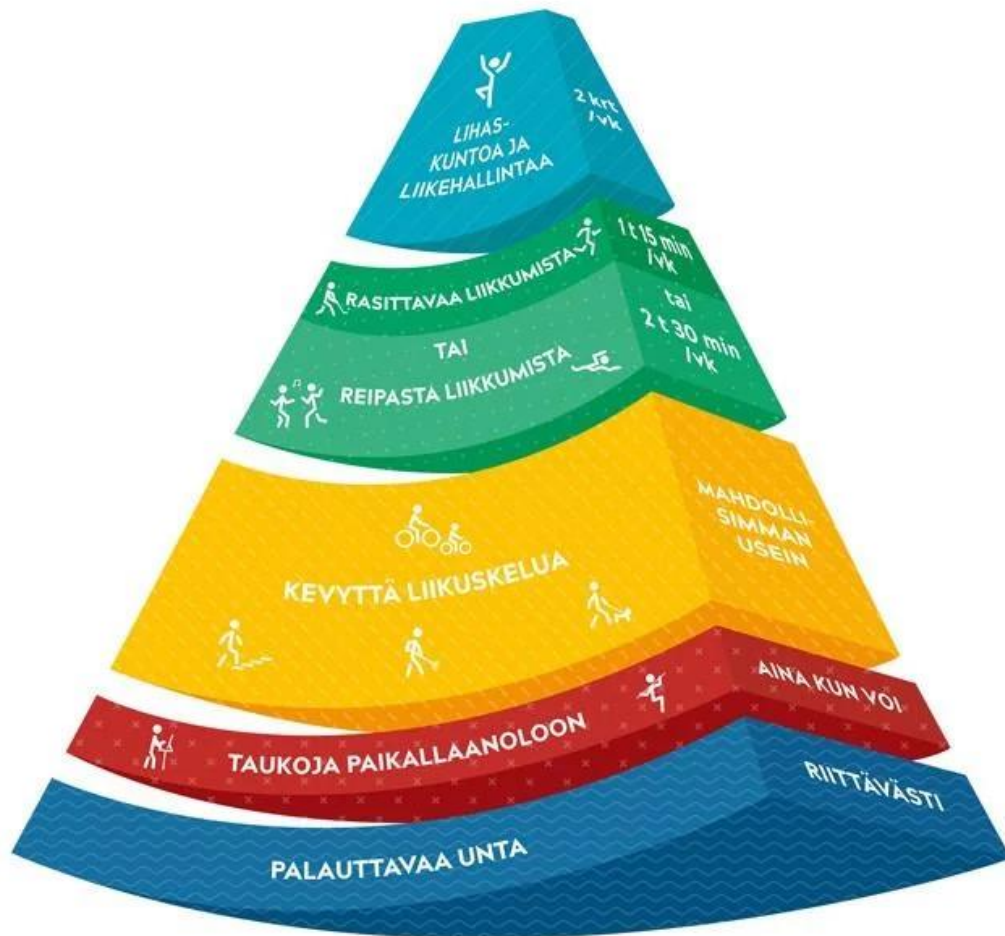 LIHAS-
KUNTOA JA
LIIKEHALLINTAA
2 krt
/vk
RASITTAVAA LIIKKUMISTA
1 t 15 min
/vk
TAI
REIPASTA LIIKKUMISTA
tai
2 t 30 min
/vk
KEVYTTÄ LIIKUSKELUA
MAHDOLLI-
SIMMAN
USEIN
TAUKOJA PAIKALLAANOLOON
AINA KUN VOI
PALAUTTAVAA UNTA
RIITTÄVÄSTI